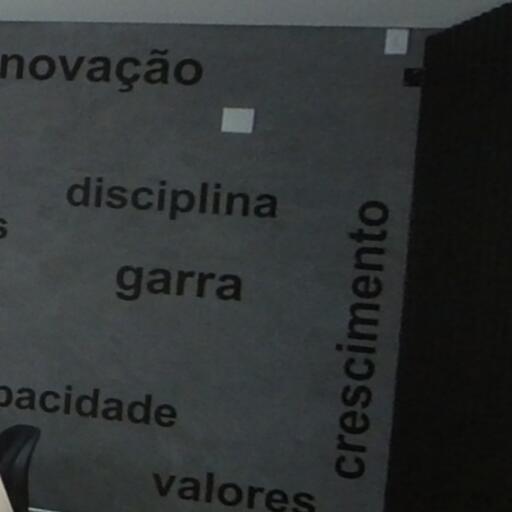 novação
disciplina
s
garra
crescimento
pacidade
valores